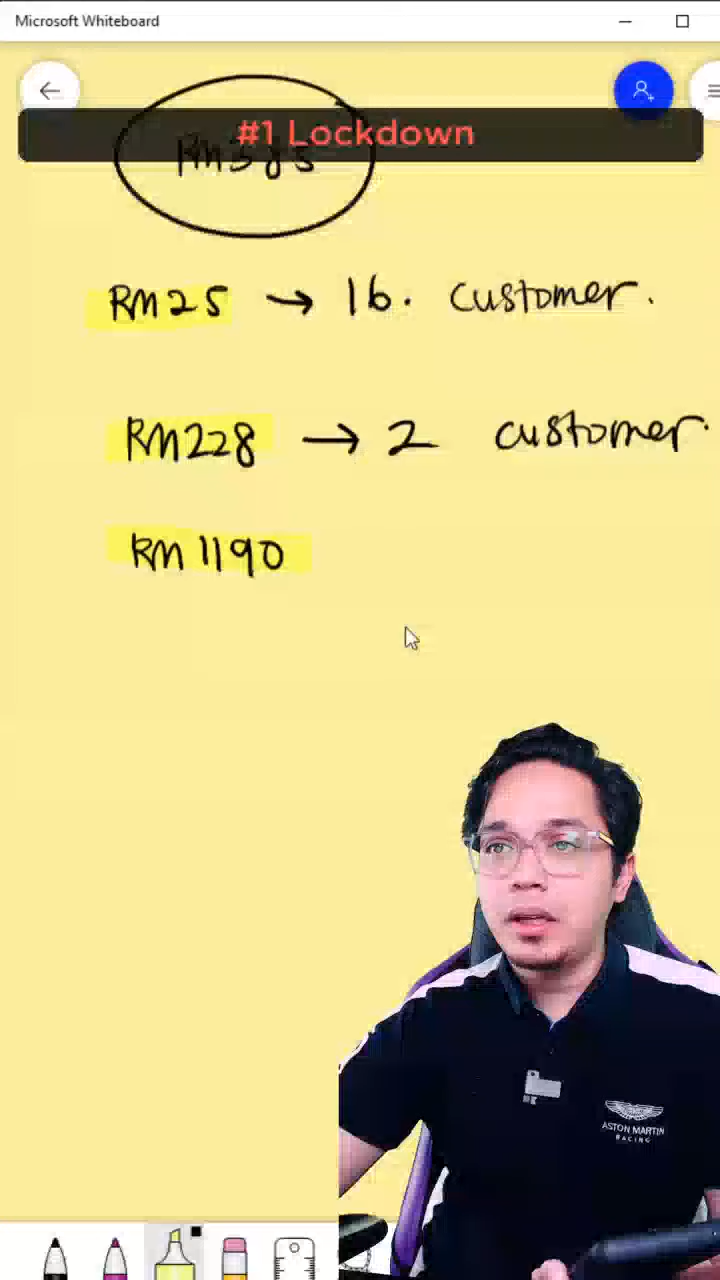 Microsoft Whiteboard
#1 Lockdown
RM25 → 16. customer.
RM228 → 2 customer.
RM1190
ASTON MARTIN
RACING